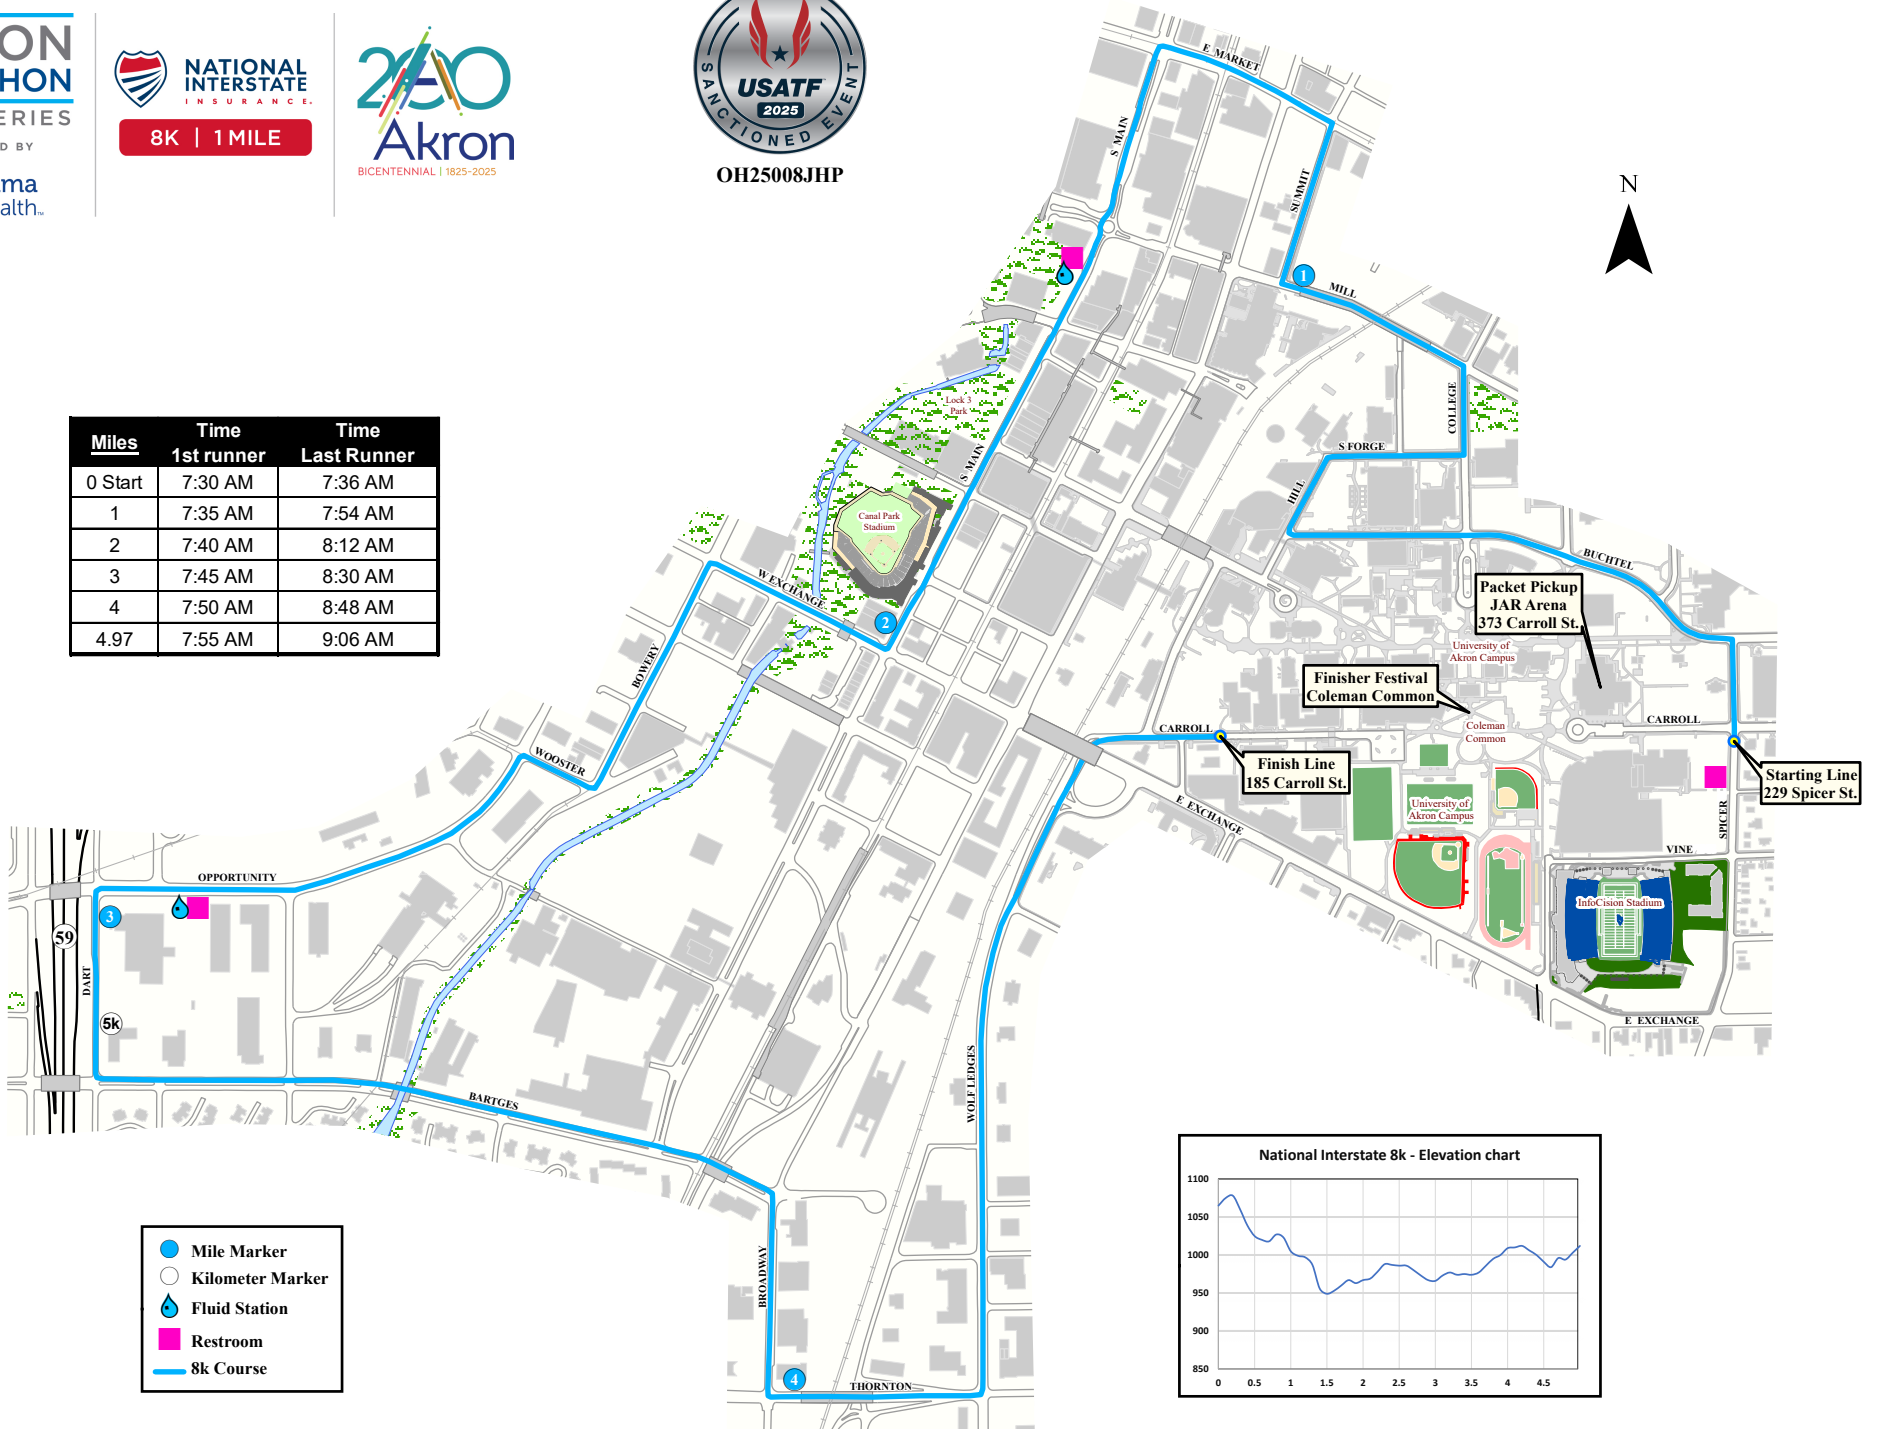 ON
HON
ERIES
D BY
ma
alth™
NATIONAL
INTERSTATE
INSURANCE.
8K | 1 MILE
200
Akron
BICENTENNIAL | 1825-2025
USATF
2025
SANCTIONED EVENT
OH25008JHP
N
Miles Time 1st runner Time Last Runner
0 Start 7:30 AM 7:36 AM
1 7:35 AM 7:54 AM
2 7:40 AM 8:12 AM
3 7:45 AM 8:30 AM
4 7:50 AM 8:48 AM
4.97 7:55 AM 9:06 AM
E MARKET
S MAIN
SUMMIT
1
MILL
COLLEGE
S FORGE
HILL
BUCHTEL
Lock 3
Park
S MAIN
Canal Park
Stadium
W EXCHANGE
2
BOWERY
WOOSTER
Packet Pickup
JAR Arena
373 Carroll St.
University of
Akron Campus
Finisher Festival
Coleman Common
Coleman
Common
CARROLL
CARROLL
Finish Line
185 Carroll St.
Starting Line
229 Spicer St.
E EXCHANGE
University of
Akron Campus
SPICER
VINE
InfoCision Stadium
E EXCHANGE
OPPORTUNITY
3
59
DART
5k
BARTGES
WOLF LEDGES
BROADWAY
4
THORNTON
Mile Marker
Kilometer Marker
Fluid Station
Restroom
8k Course
National Interstate 8k - Elevation chart
1100
1050
1000
950
900
850
0 0.5 1 1.5 2 2.5 3 3.5 4 4.5